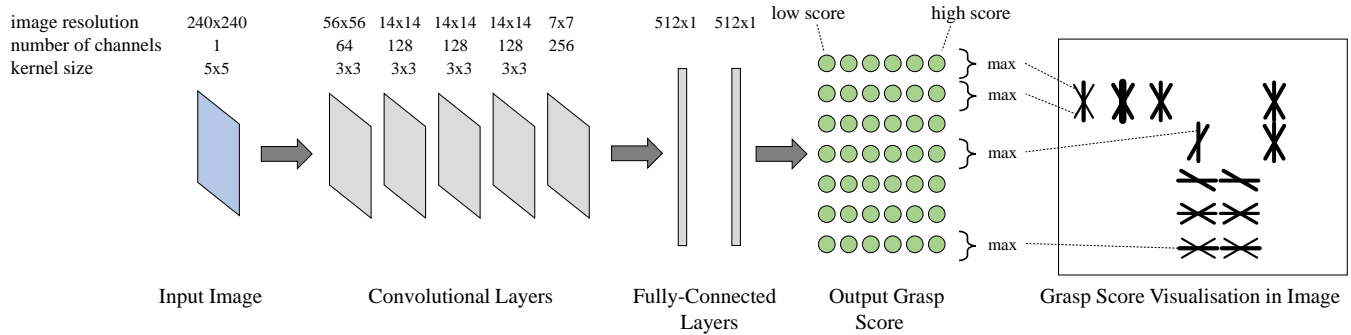 image resolution 240x240 56x56 14x14 14x14 14x14 7x7 512x1 512x1
number of channels 1 64 128 128 128 256
kernel size 5x5 3x3 3x3 3x3 3x3
low score high score
max
max
max
max
Input Image Convolutional Layers Fully-Connected Output Grasp Grasp Score Visualisation in Image
Layers Score